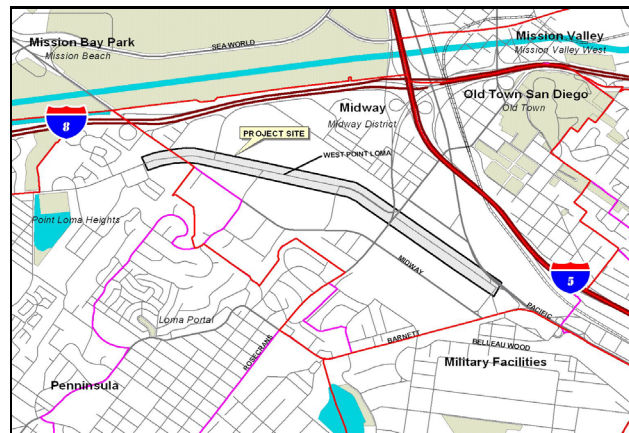 Mission Bay Park
Mission Beach
SEA WORLD
Mission Valley
Mission Valley West
8
Midway
Midway District
Old Town San Diego
Old Town
PROJECT SITE
WEST POINT LOMA
Point Loma Heights
MIDWAY
5
PACIFIC
Loma Portal
ROSECRANS
BARNETT
BELLEAU WOOD
Military Facilities
Penninsula